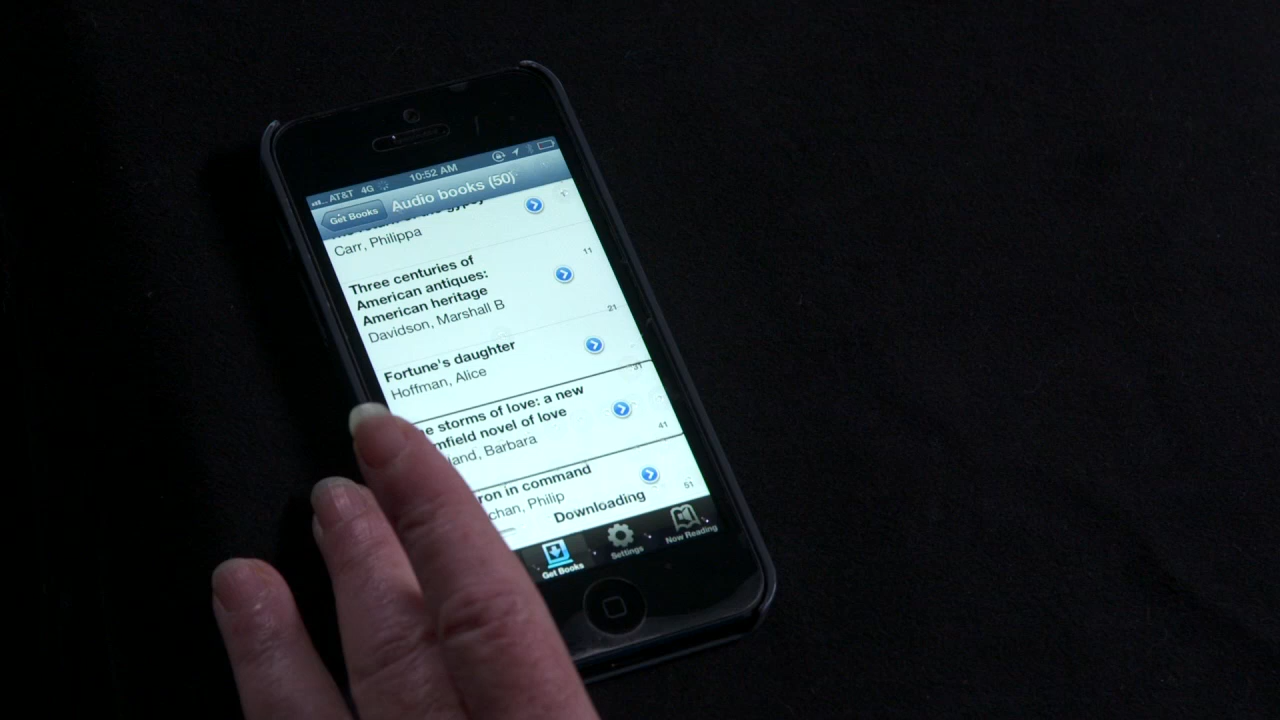 AT&T 4G 10:52 AM
Get Books Audio books (50)
Carr, Philippa
11
Three centuries of
American antiques:
American heritage
Davidson, Marshall B
21
Fortune's daughter
Hoffman, Alice
31
storms of love: a new
novel of love
Barbara
41
in command
Philip
51
Downloading
Get Books Settings Now Reading